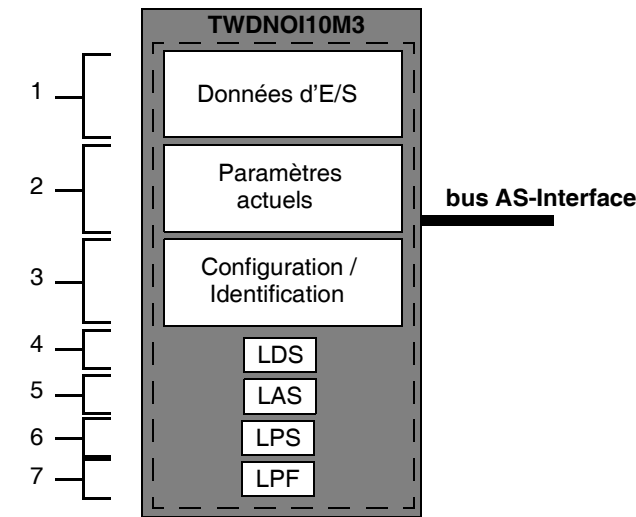 TWDNOI10M3
1
Données d'E/S
2
Paramètres
actuels
bus AS-Interface
3
Configuration /
Identification
4
LDS
5
LAS
6
LPS
7
LPF